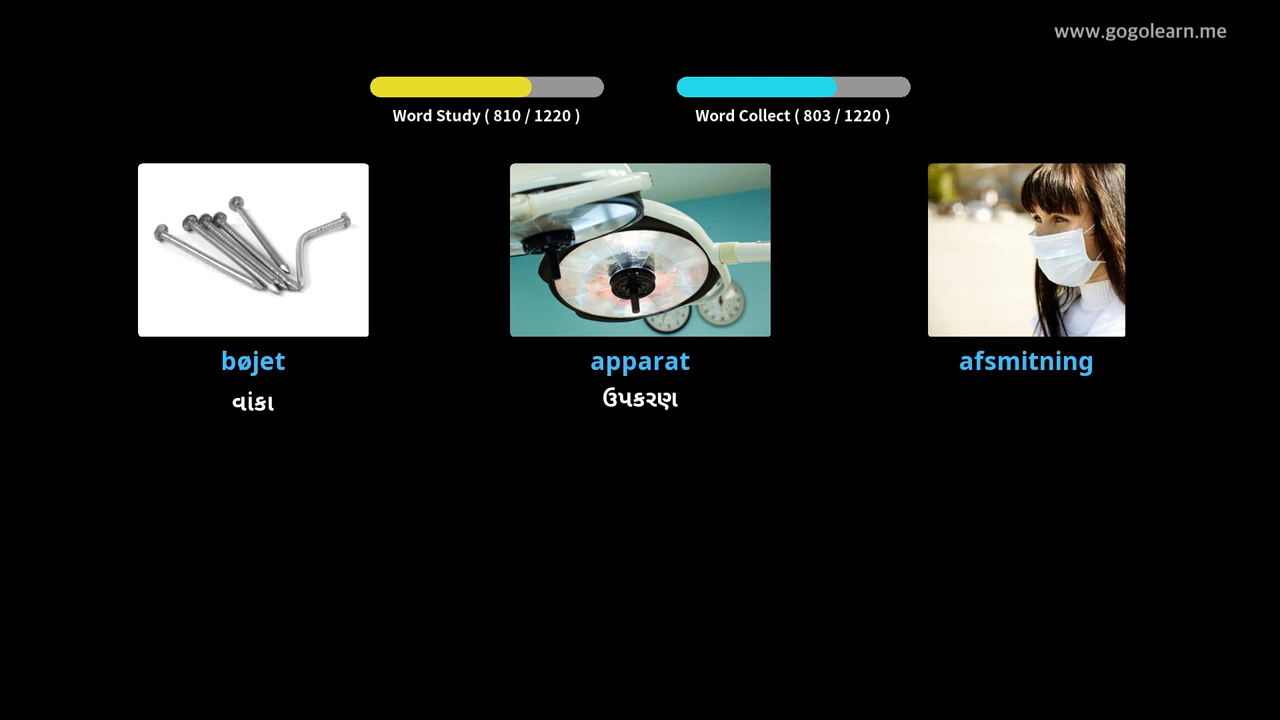 www.gogolearn.me
Word Study ( 810 / 1220 )
Word Collect ( 803 / 1220 )
bøjet
apparat
afsmitning
વાંકા
ઉપકરણ